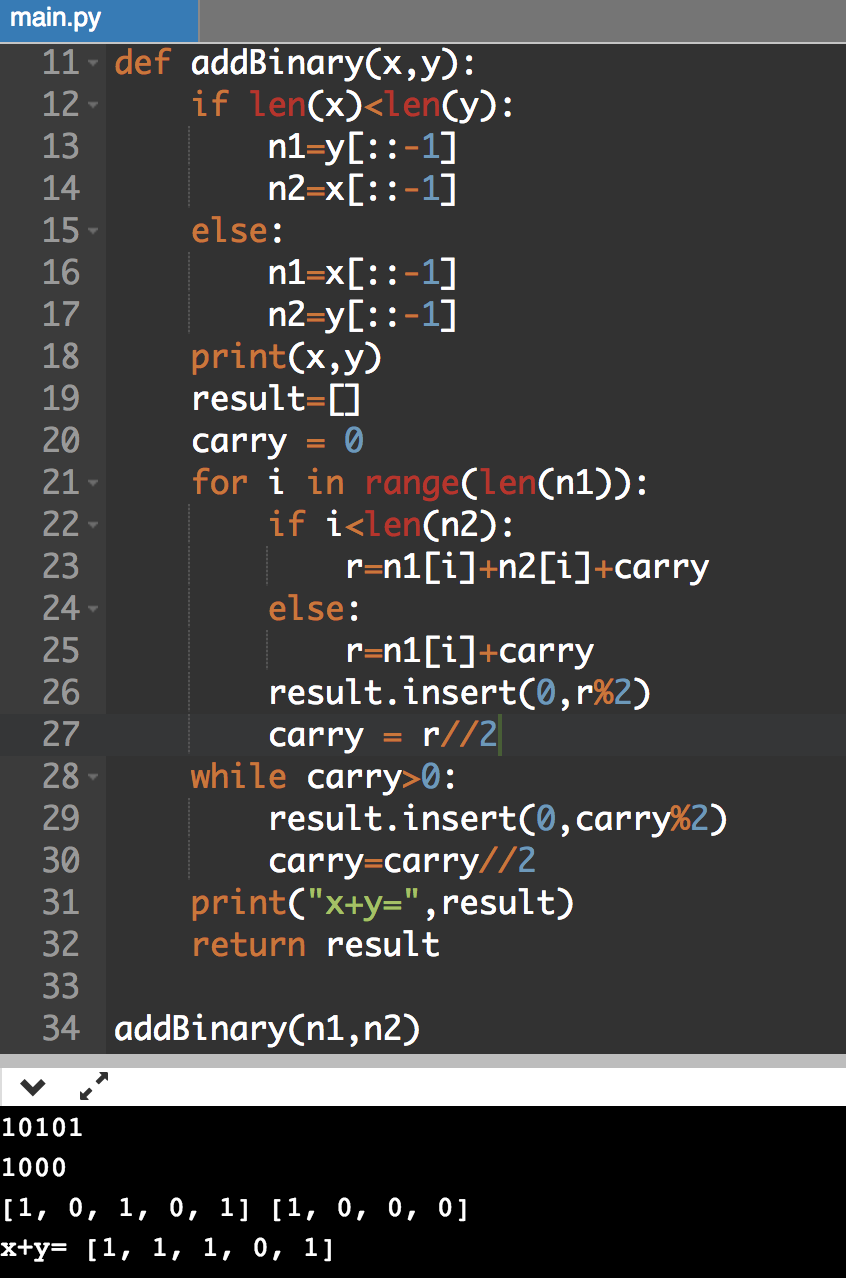 main.py
11 def addBinary(x,y):
12     if len(x)<len(y):
13         n1=y[::-1]
14         n2=x[::-1]
15     else:
16         n1=x[::-1]
17         n2=y[::-1]
18     print(x,y)
19     result=[]
20     carry = 0
21     for i in range(len(n1)):
22         if i<len(n2):
23             r=n1[i]+n2[i]+carry
24         else:
25             r=n1[i]+carry
26         result.insert(0,r%2)
27         carry = r//2
28     while carry>0:
29         result.insert(0,carry%2)
30         carry=carry//2
31     print("x+y=",result)
32     return result
33
34 addBinary(n1,n2)
10101
1000
[1, 0, 1, 0, 1] [1, 0, 0, 0]
x+y= [1, 1, 1, 0, 1]